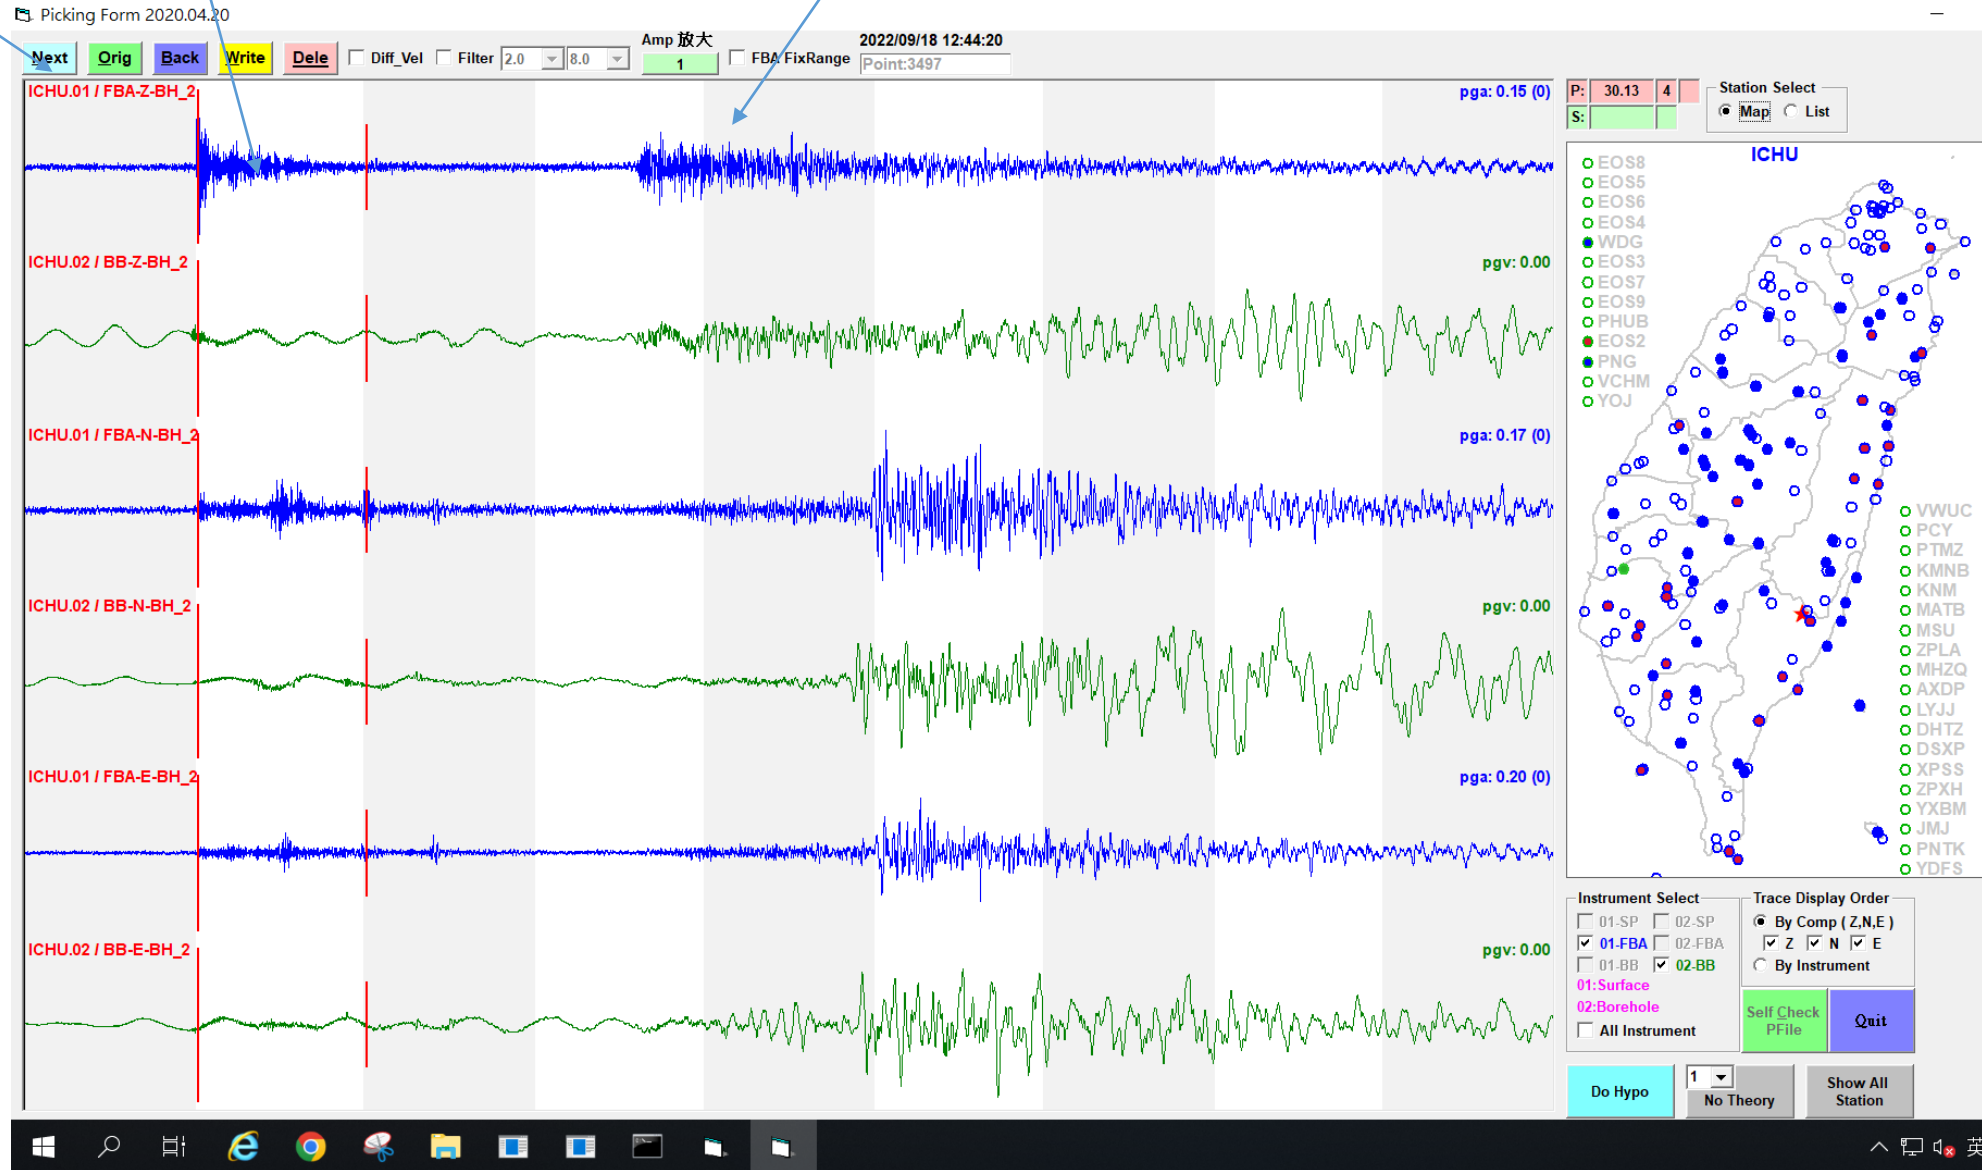 Picking Form 2020.04.20
Next Orig Back Write Dele Diff_Vel Filter 2.0 8.0 Amp 放大 1 FBA FixRange 2022/09/18 12:44:20
Point:3497
ICHU.01 / FBA-Z-BH_2 pga: 0.15 (0)
ICHU.02 / BB-Z-BH_2 pgv: 0.00
ICHU.01 / FBA-N-BH_2 pga: 0.17 (0)
ICHU.02 / BB-N-BH_2 pgv: 0.00
ICHU.01 / FBA-E-BH_2 pga: 0.20 (0)
ICHU.02 / BB-E-BH_2 pgv: 0.00
P: 30.13 4
S:
Station Select
Map List
ICHU
EOS8
EOS5
EOS6
EOS4
WDG
EOS3
EOS7
EOS9
PHUB
EOS2
PNG
VCHM
YOJ
VWUC
PCY
PTMZ
KMNB
KNM
MATB
MSU
ZPLA
MHZQ
AXDP
LYJJ
DHTZ
DSXP
XPSS
ZPXH
YXBM
JMJ
PNTK
YDFS
Instrument Select
01-SP 02-SP
01-FBA 02-FBA
01-BB 02-BB
01:Surface
02:Borehole
All Instrument
Trace Display Order
By Comp ( Z,N,E )
Z N E
By Instrument
Self Check
PFile
Quit
Do Hypo
1
No Theory
Show All
Station
英